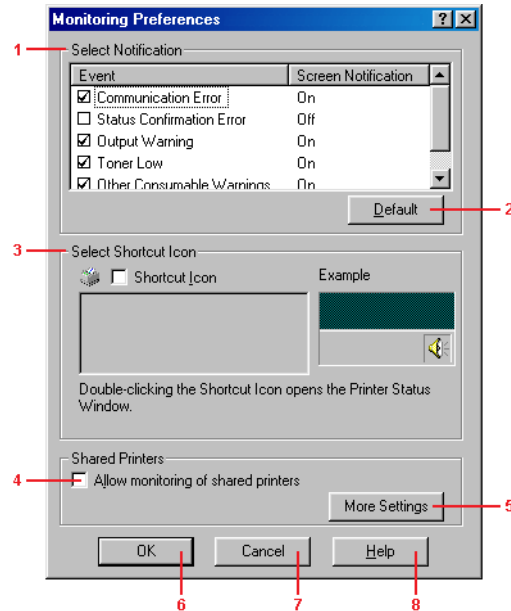 Monitoring Preferences
1 Select Notification
Event Screen Notification
Communication Error On
Status Confirmation Error Off
Output Warning On
Toner Low On
Other Consumable Warnings On
Default 2
3 Select Shortcut Icon
Shortcut Icon Example
Double-clicking the Shortcut Icon opens the Printer Status
Window.
Shared Printers
4 Allow monitoring of shared printers
More Settings 5
OK Cancel Help
6 7 8